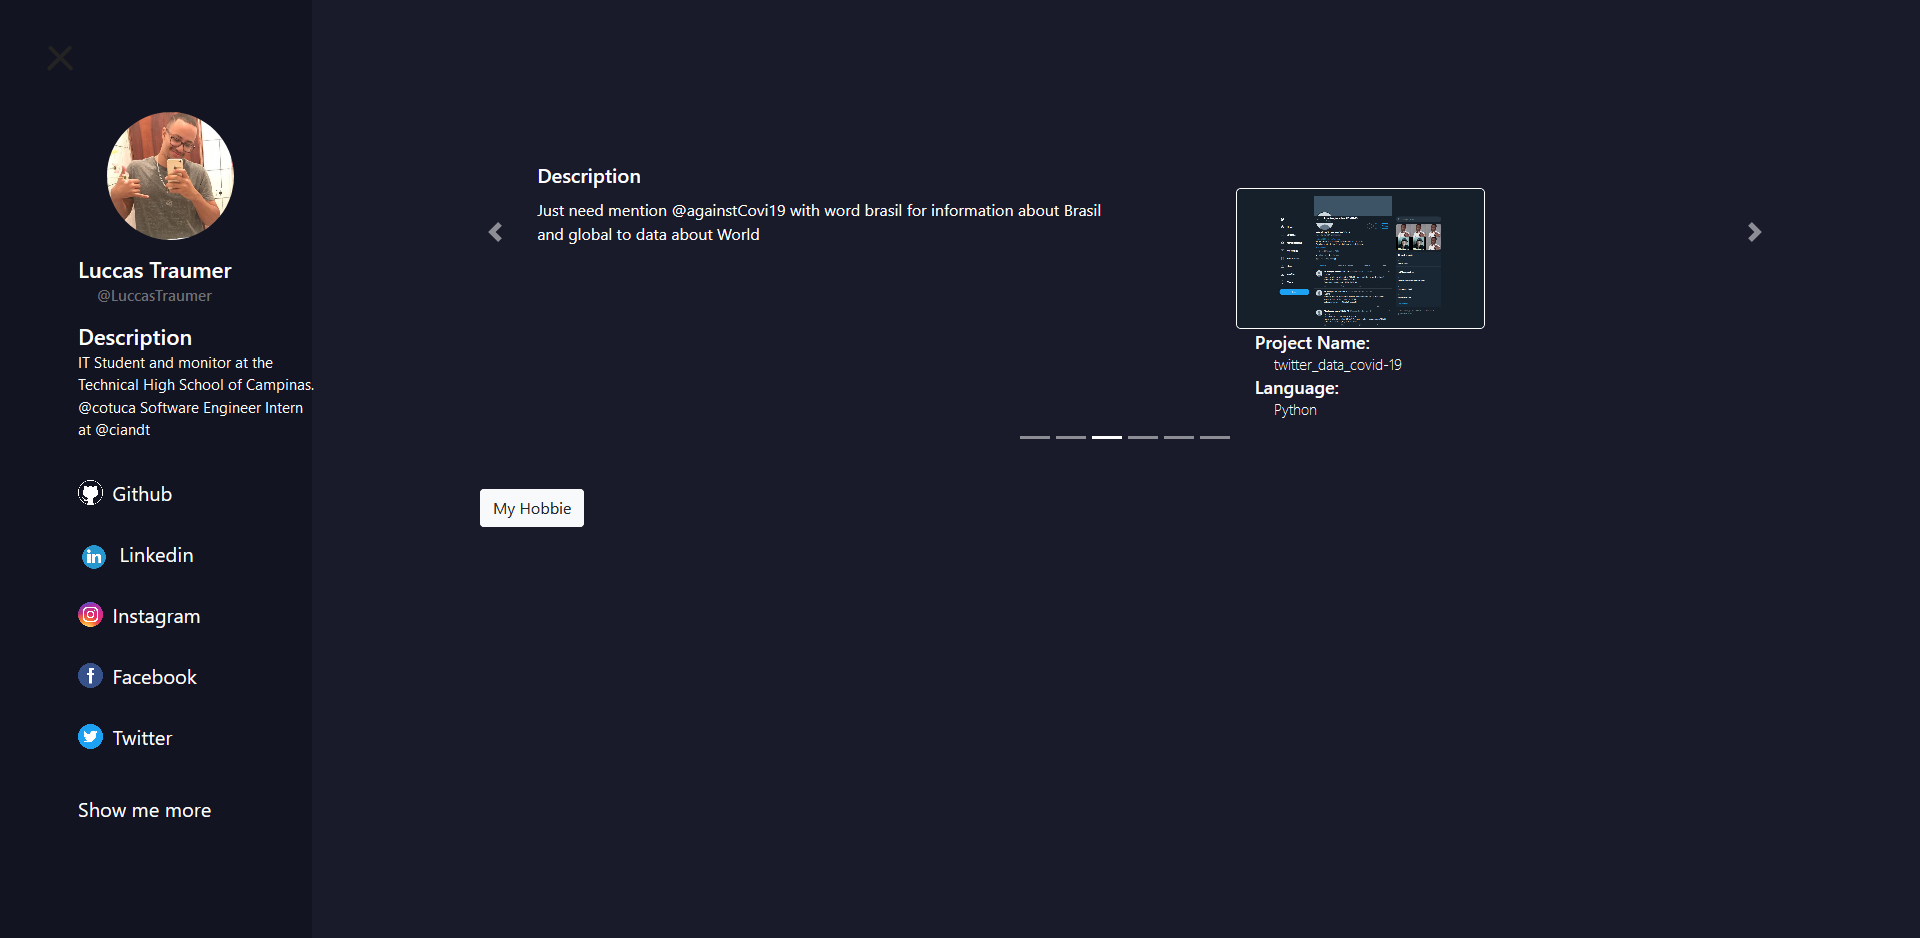 Luccas Traumer
@LuccasTraumer
Description
IT Student and monitor at the
Technical High School of Campinas.
@cotuca Software Engineer Intern
at @ciandt
Github
Linkedin
Instagram
Facebook
Twitter
Show me more
Description
Just need mention @againstCovi19 with word brasil for information about Brasil
and global to data about World
Project Name:
twitter_data_covid-19
Language:
Python
My Hobbie